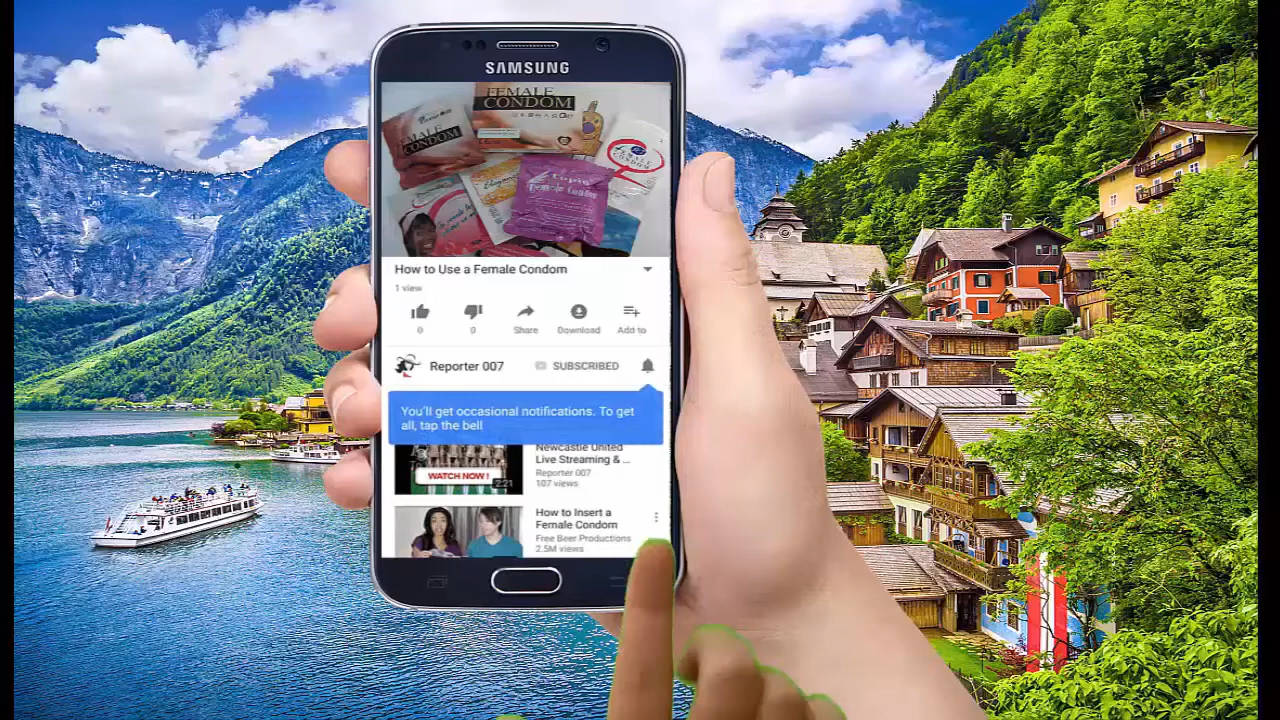 SAMSUNG
FEMALE
CONDOM
FEMALE
CONDOM
FEMALE
CONDOM
Female Condom
How to Use a Female Condom
1 view
0
0
Share
Download
Add to
Reporter 007
SUBSCRIBED
You'll get occasional notifications. To get
all, tap the bell
Newcastle United
Live Streaming & ...
Reporter 007
107 views
WATCH NOW !
2:21
How to Insert a
Female Condom
Free Beer Productions
2.5M views